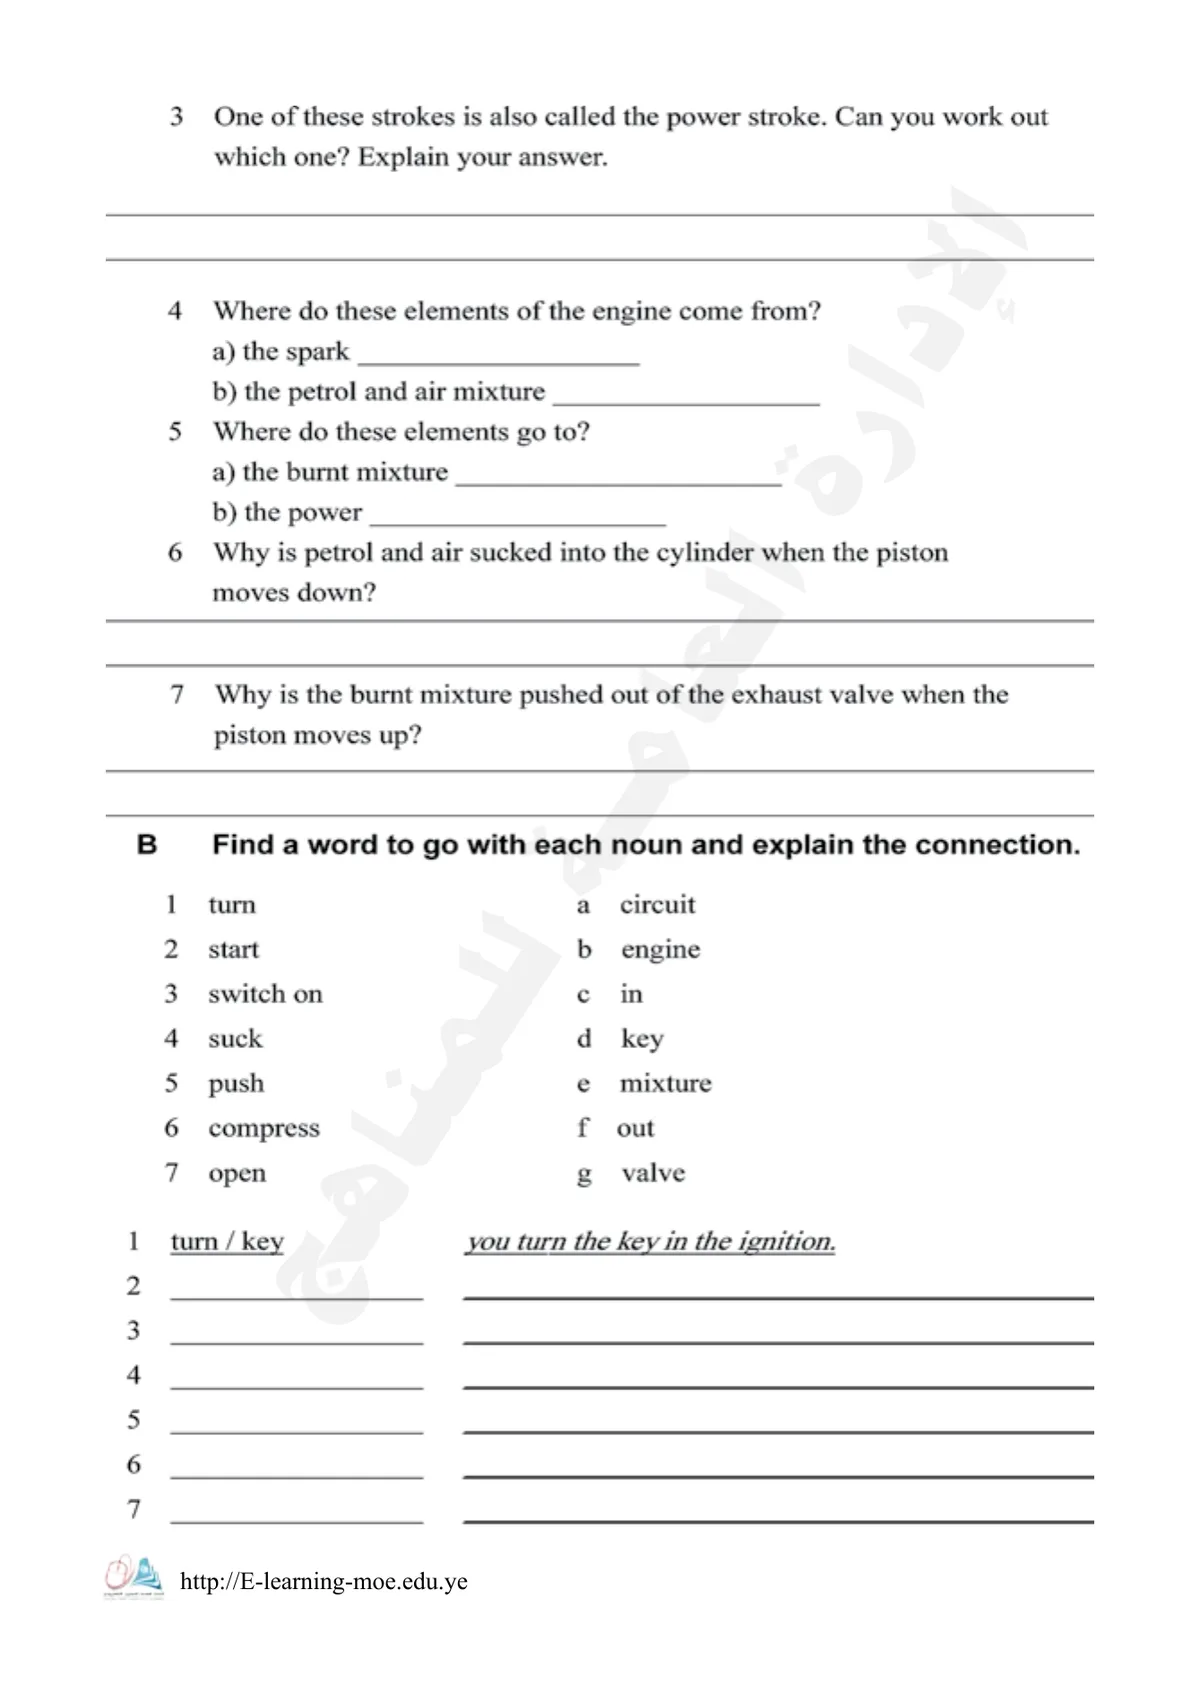 3 One of these strokes is also called the power stroke. Can you work out
which one? Explain your answer.
4 Where do these elements of the engine come from?
a) the spark ____________________
b) the petrol and air mixture ___________________
5 Where do these elements go to?
a) the burnt mixture _______________________
b) the power _____________________
6 Why is petrol and air sucked into the cylinder when the piston
moves down?
7 Why is the burnt mixture pushed out of the exhaust valve when the
piston moves up?
B Find a word to go with each noun and explain the connection.
1 turn a circuit
2 start b engine
3 switch on c in
4 suck d key
5 push e mixture
6 compress f out
7 open g valve
1 turn / key you turn the key in the ignition.
2
3
4
5
6
7
http://E-learning-moe.edu.ye
الإدارة العامة للمناهج